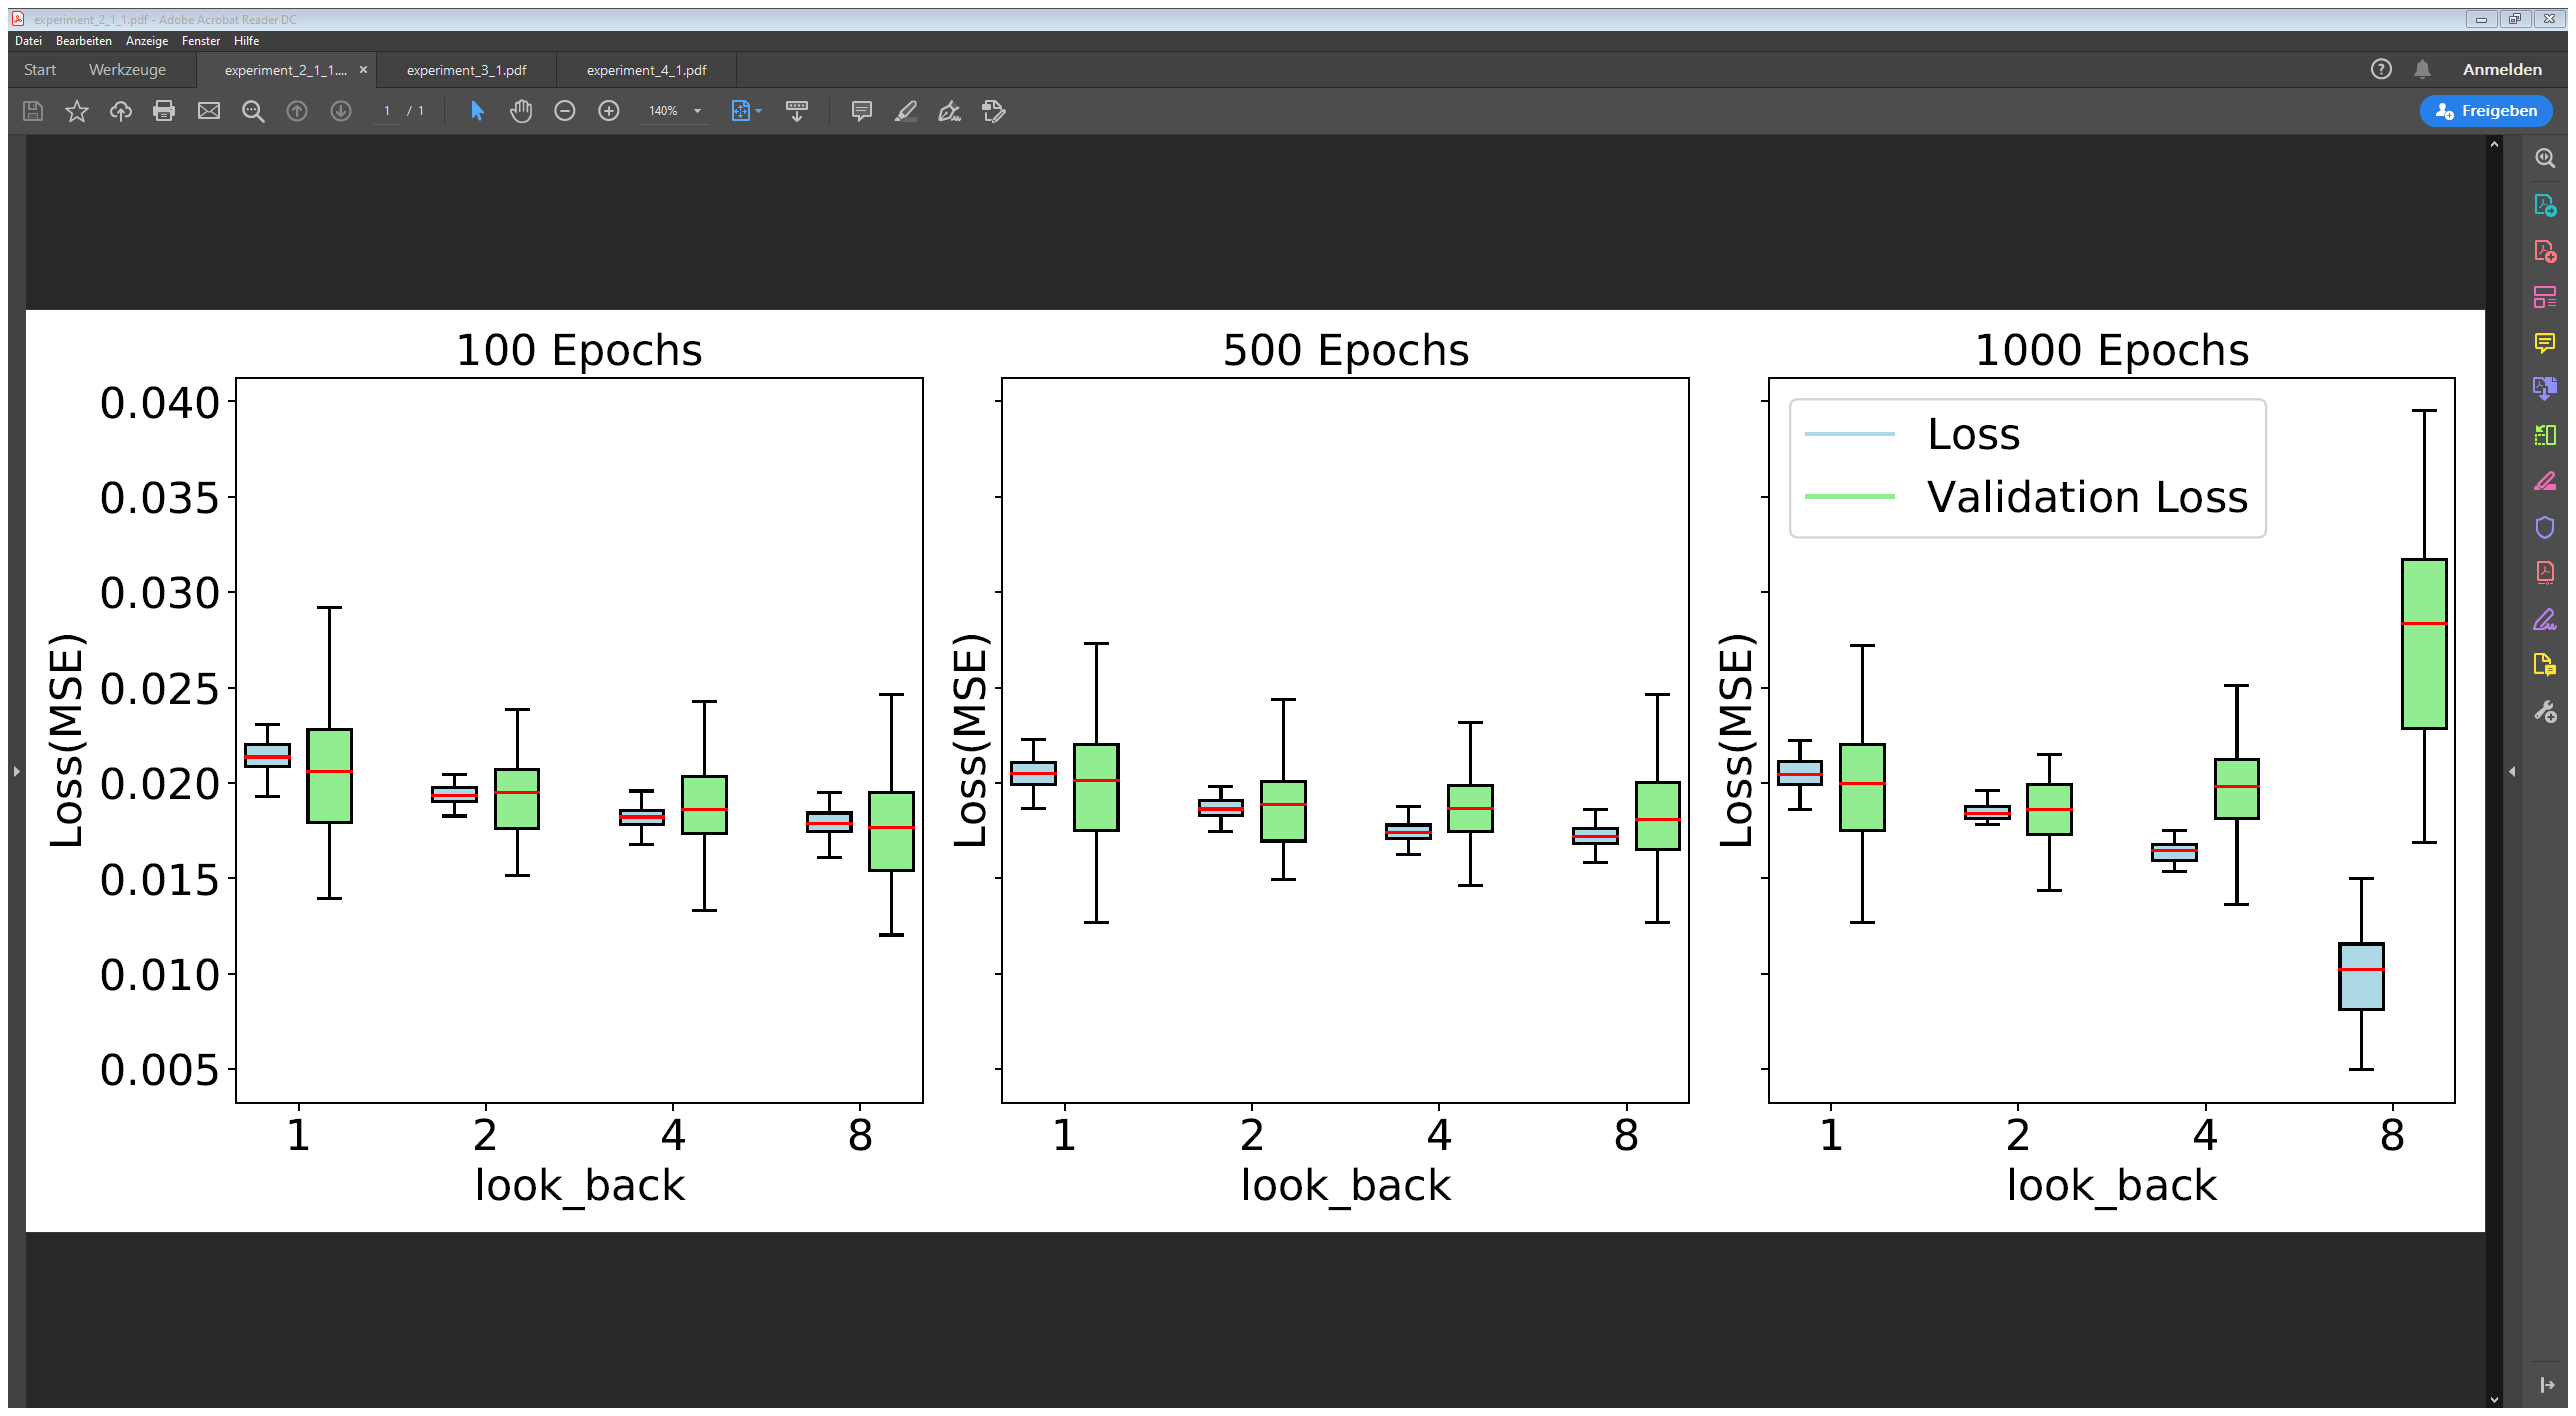 experiment_2_1_1.pdf - Adobe Acrobat Reader DC
Datei Bearbeiten Anzeige Fenster Hilfe
Start Werkzeuge experiment_2_1_1.... × experiment_3_1.pdf experiment_4_1.pdf Anmelden
1 / 1 140% Freigeben
100 Epochs 500 Epochs 1000 Epochs
0.040
0.035
0.030
0.025
0.020
0.015
0.010
0.005
Loss(MSE) Loss(MSE) Loss(MSE)
Loss
Validation Loss
1 2 4 8 1 2 4 8 1 2 4 8
look_back look_back look_back